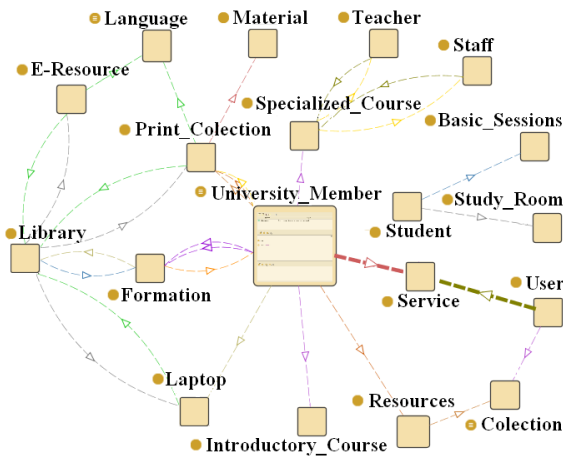 Language
Material
Teacher
Staff
E-Resource
Specialized_Course
Basic_Sessions
Print_Colection
University_Member
Study_Room
Library
Student
Formation
Service
User
Laptop
Resources
Colection
Introductory_Course